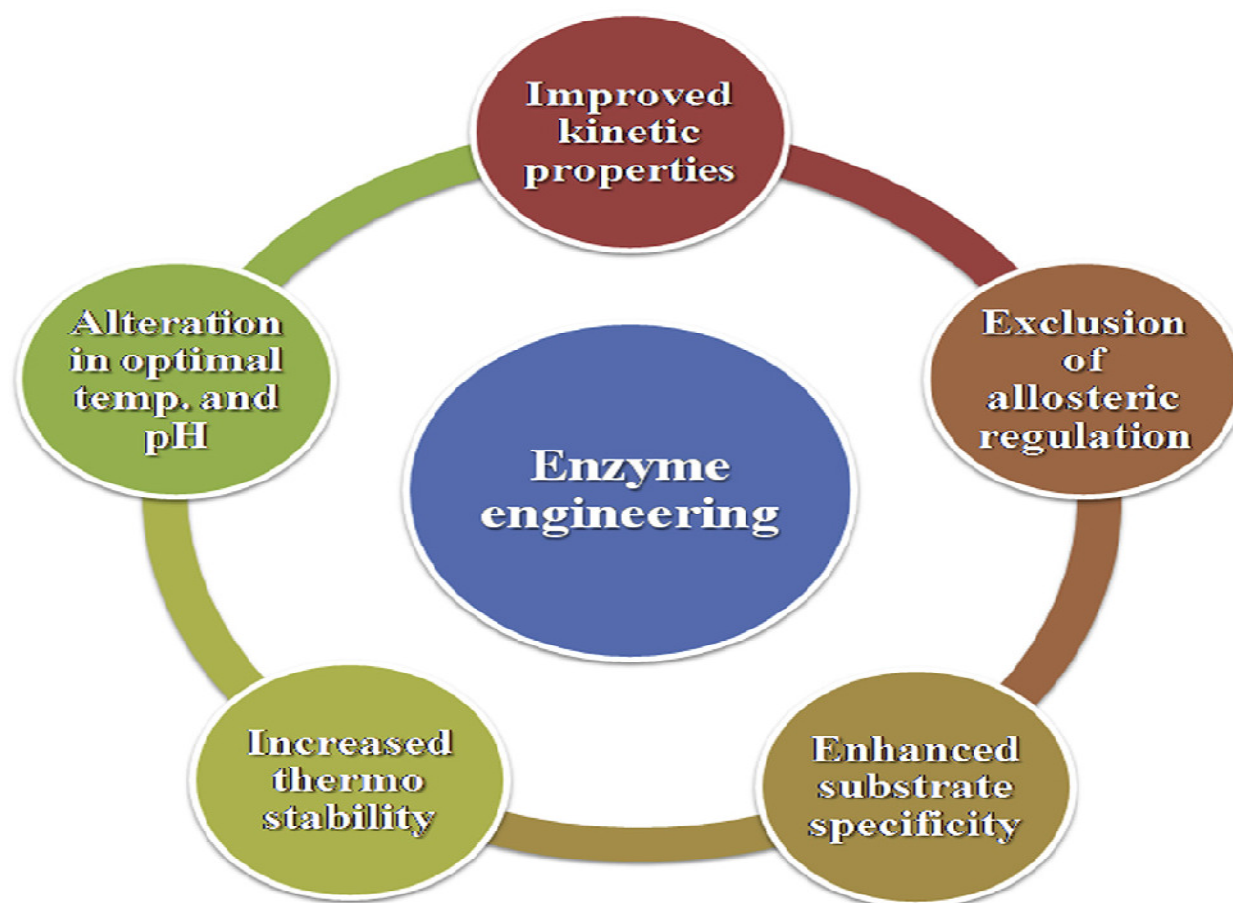 Improved
kinetic
properties
Exclusion
of
allosteric
regulation
Enhanced
substrate
specificity
Increased
thermo
stability
Alteration
in optimal
temp. and
pH
Enzyme
engineering